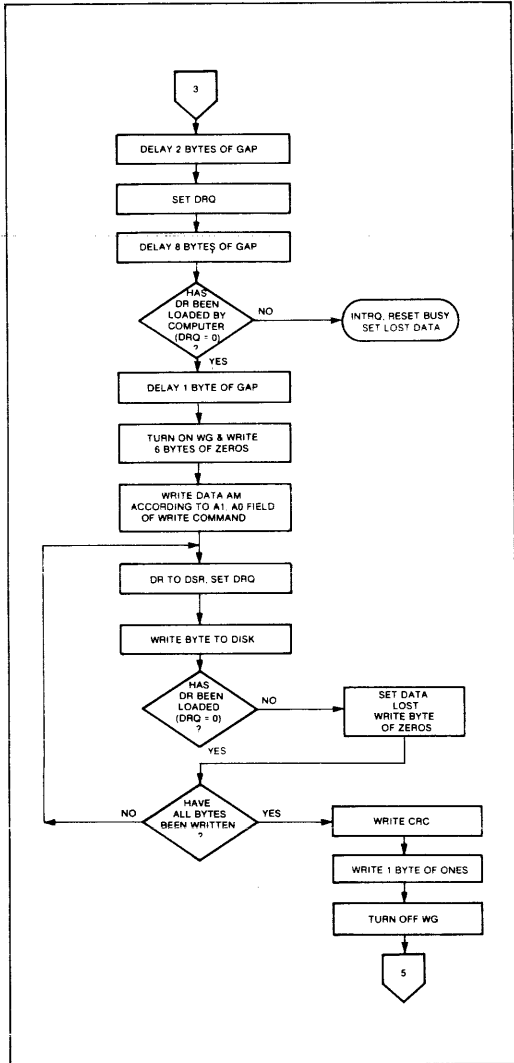 3
DELAY 2 BYTES OF GAP
SET DRQ
DELAY 8 BYTES OF GAP
HAS
DR BEEN
LOADED BY
COMPUTER
(DRQ = 0)
?
NO
INTRQ, RESET BUSY
SET LOST DATA
YES
DELAY 1 BYTE OF GAP
TURN ON WG & WRITE
6 BYTES OF ZEROS
WRITE DATA AM
ACCORDING TO A1, A0 FIELD
OF WRITE COMMAND
DR TO DSR, SET DRQ
WRITE BYTE TO DISK
HAS
DR BEEN
LOADED
(DRQ = 0)
?
NO
SET DATA
LOST
WRITE BYTE
OF ZEROS
YES
HAVE
ALL BYTES
BEEN WRITTEN
?
NO
YES
WRITE CRC
WRITE 1 BYTE OF ONES
TURN OFF WG
5